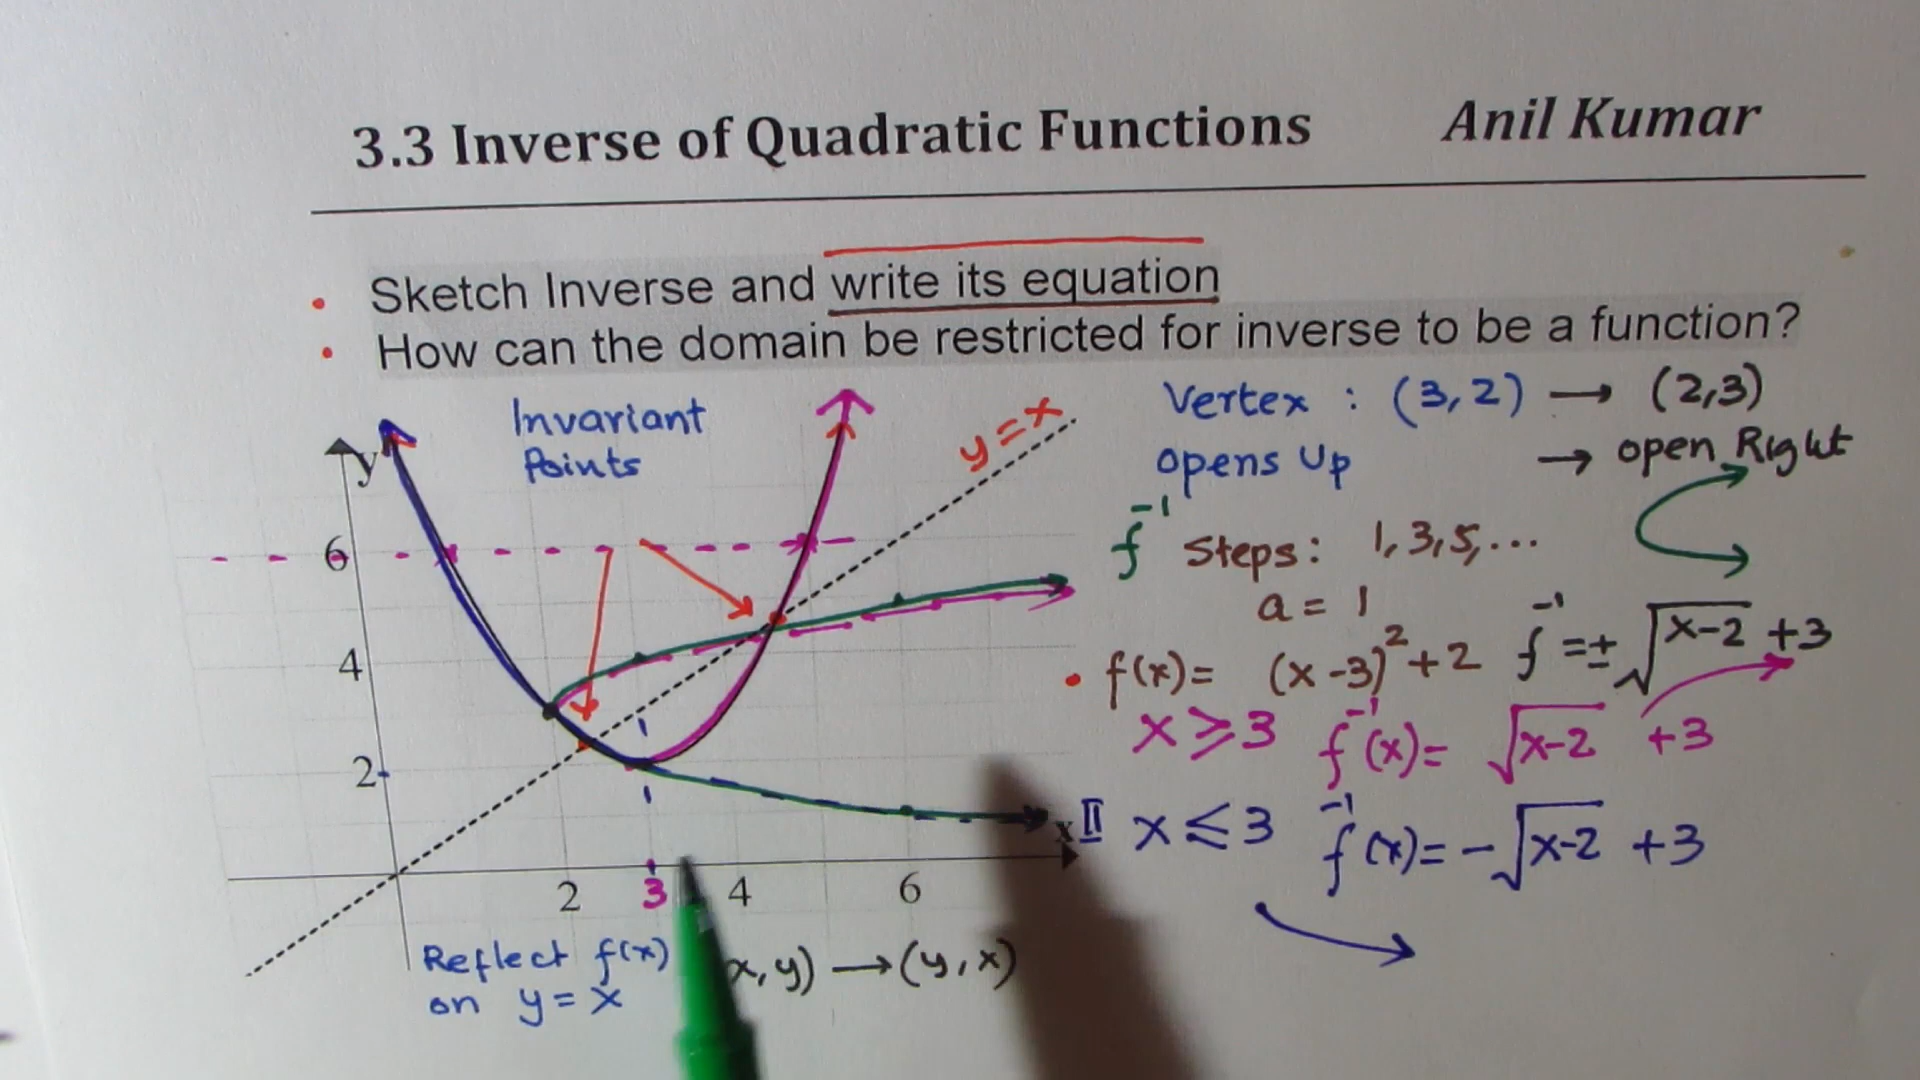 3.3 Inverse of Quadratic Functions Anil Kumar
• Sketch Inverse and write its equation
• How can the domain be restricted for inverse to be a function?
Invariant
Points
y = x
y
6
4
2
2 3 4 6
x
Reflect f(x)
on y = x
x, y) → (y, x)
Vertex : (3, 2) → (2,3)
opens Up → open Right
f⁻¹ Steps: 1, 3, 5, ...
a = 1
• f(x) = (x - 3)² + 2 f⁻¹ = ± √(x-2) + 3
x ≥ 3 f⁻¹(x) = √(x-2) + 3
II x ≤ 3 f⁻¹(x) = - √(x-2) + 3